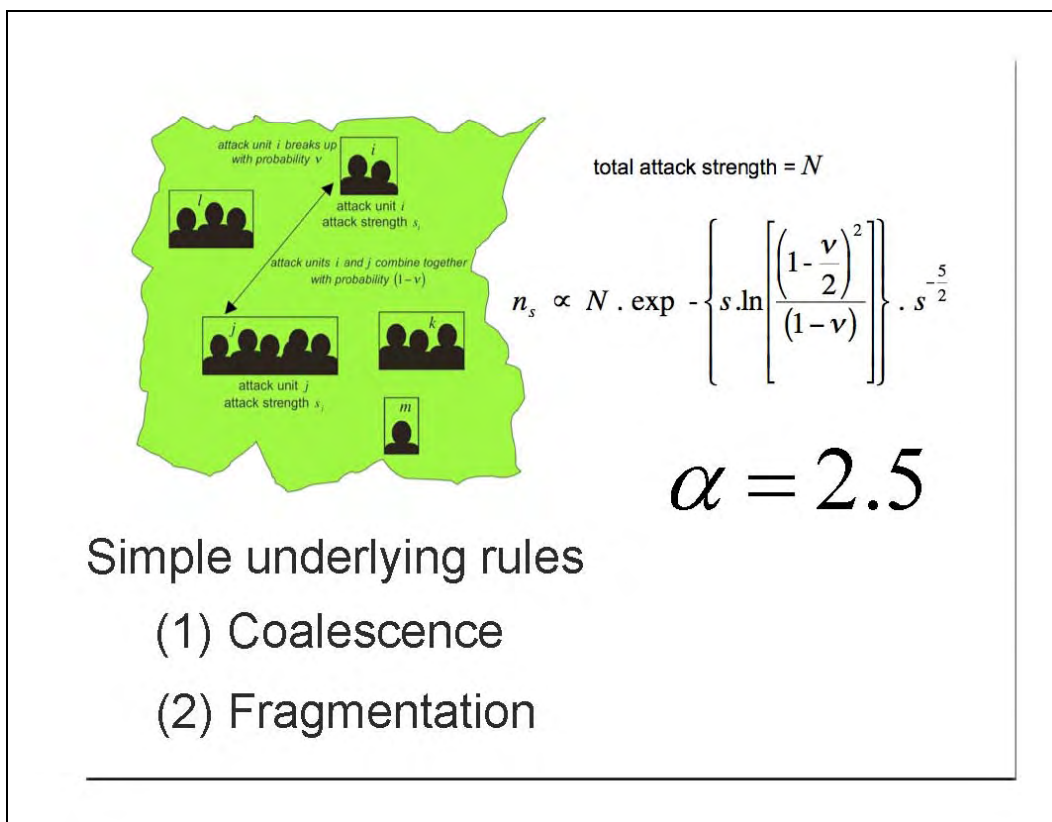 attack unit i breaks up
with probability ν
i
l
attack unit i
attack strength sᵢ
attack units i and j combine together
with probability (1−ν)
j
k
attack unit j
attack strength sᵢ
m
total attack strength = N
n_s ∝ N . exp -{s.ln[(1 - ν/2)²/(1−ν)]} . s^(-5/2)
α = 2.5
Simple underlying rules
(1) Coalescence
(2) Fragmentation